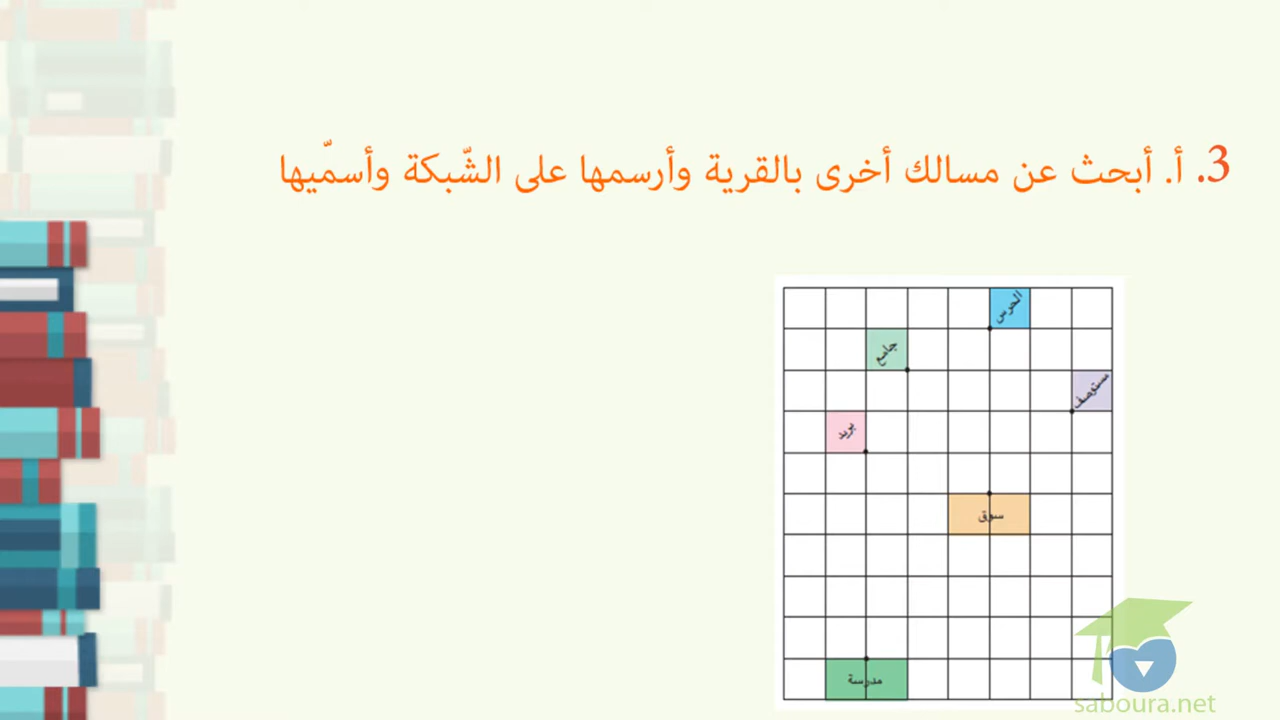 3. أ. أبحث عن مسالك أخرى بالقرية وأرسمها على الشّبكة وأسمّيها
الحرس
جامع
مستوصف
بريد
سوق
مدرسة
saboura.net